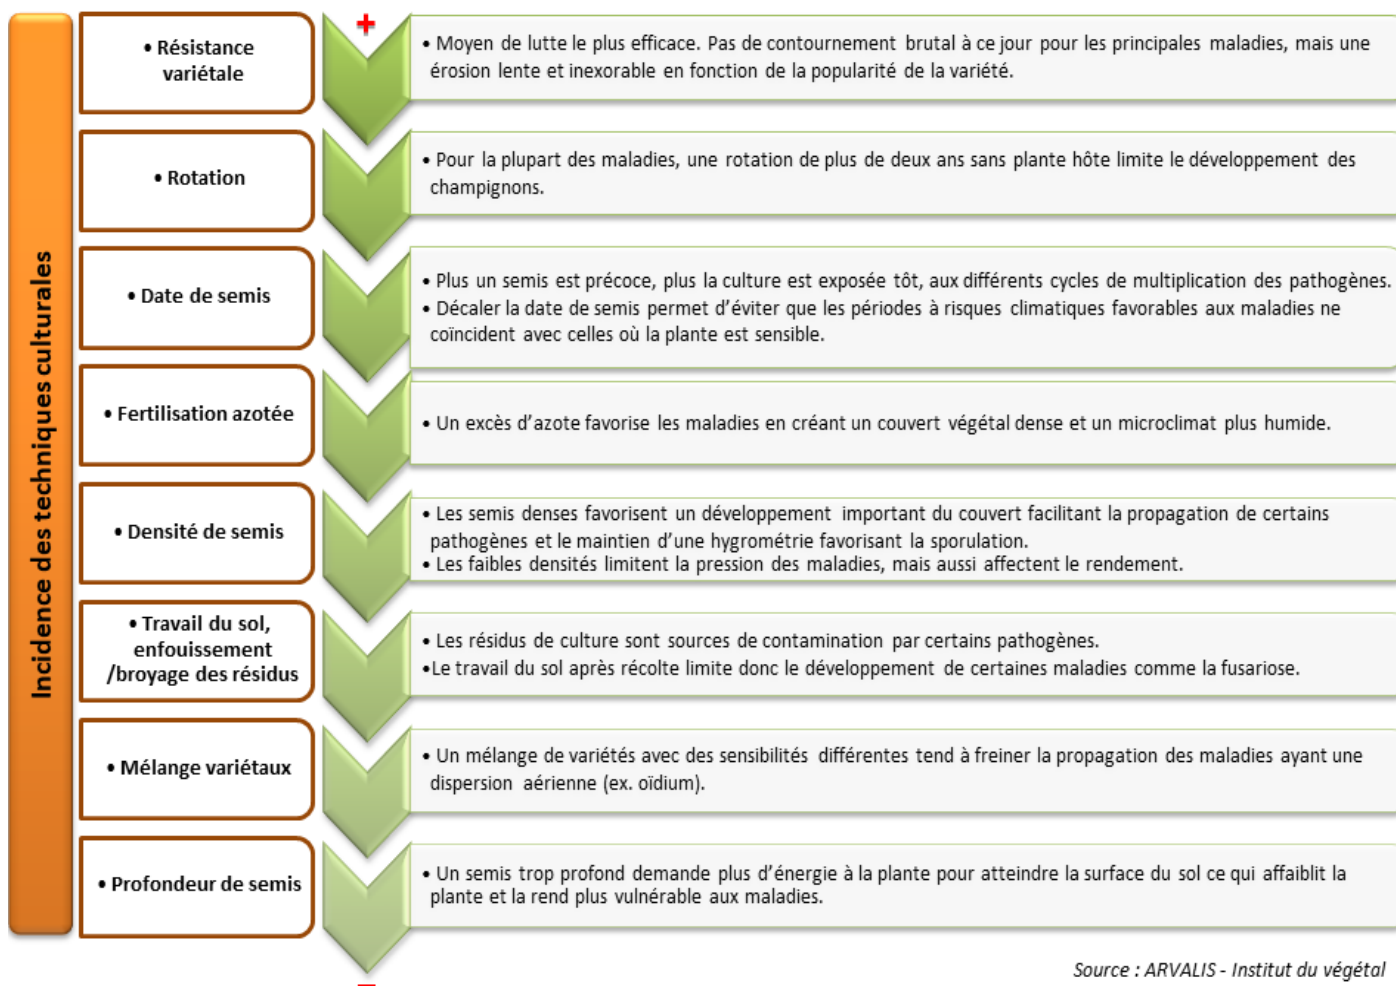 Incidence des techniques culturales
+
• Résistance
variétale
• Moyen de lutte le plus efficace. Pas de contournement brutal à ce jour pour les principales maladies, mais une
érosion lente et inexorable en fonction de la popularité de la variété.
• Rotation
• Pour la plupart des maladies, une rotation de plus de deux ans sans plante hôte limite le développement des
champignons.
• Date de semis
• Plus un semis est précoce, plus la culture est exposée tôt, aux différents cycles de multiplication des pathogènes.
• Décaler la date de semis permet d’éviter que les périodes à risques climatiques favorables aux maladies ne
coïncident avec celles où la plante est sensible.
• Fertilisation azotée
• Un excès d’azote favorise les maladies en créant un couvert végétal dense et un microclimat plus humide.
• Densité de semis
• Les semis denses favorisent un développement important du couvert facilitant la propagation de certains
pathogènes et le maintien d’une hygrométrie favorisant la sporulation.
• Les faibles densités limitent la pression des maladies, mais aussi affectent le rendement.
• Travail du sol,
enfouissement
/broyage des résidus
• Les résidus de culture sont sources de contamination par certains pathogènes.
•Le travail du sol après récolte limite donc le développement de certaines maladies comme la fusariose.
• Mélange variétaux
• Un mélange de variétés avec des sensibilités différentes tend à freiner la propagation des maladies ayant une
dispersion aérienne (ex. oïdium).
• Profondeur de semis
• Un semis trop profond demande plus d’énergie à la plante pour atteindre la surface du sol ce qui affaiblit la
plante et la rend plus vulnérable aux maladies.
-
Source : ARVALIS - Institut du végétal